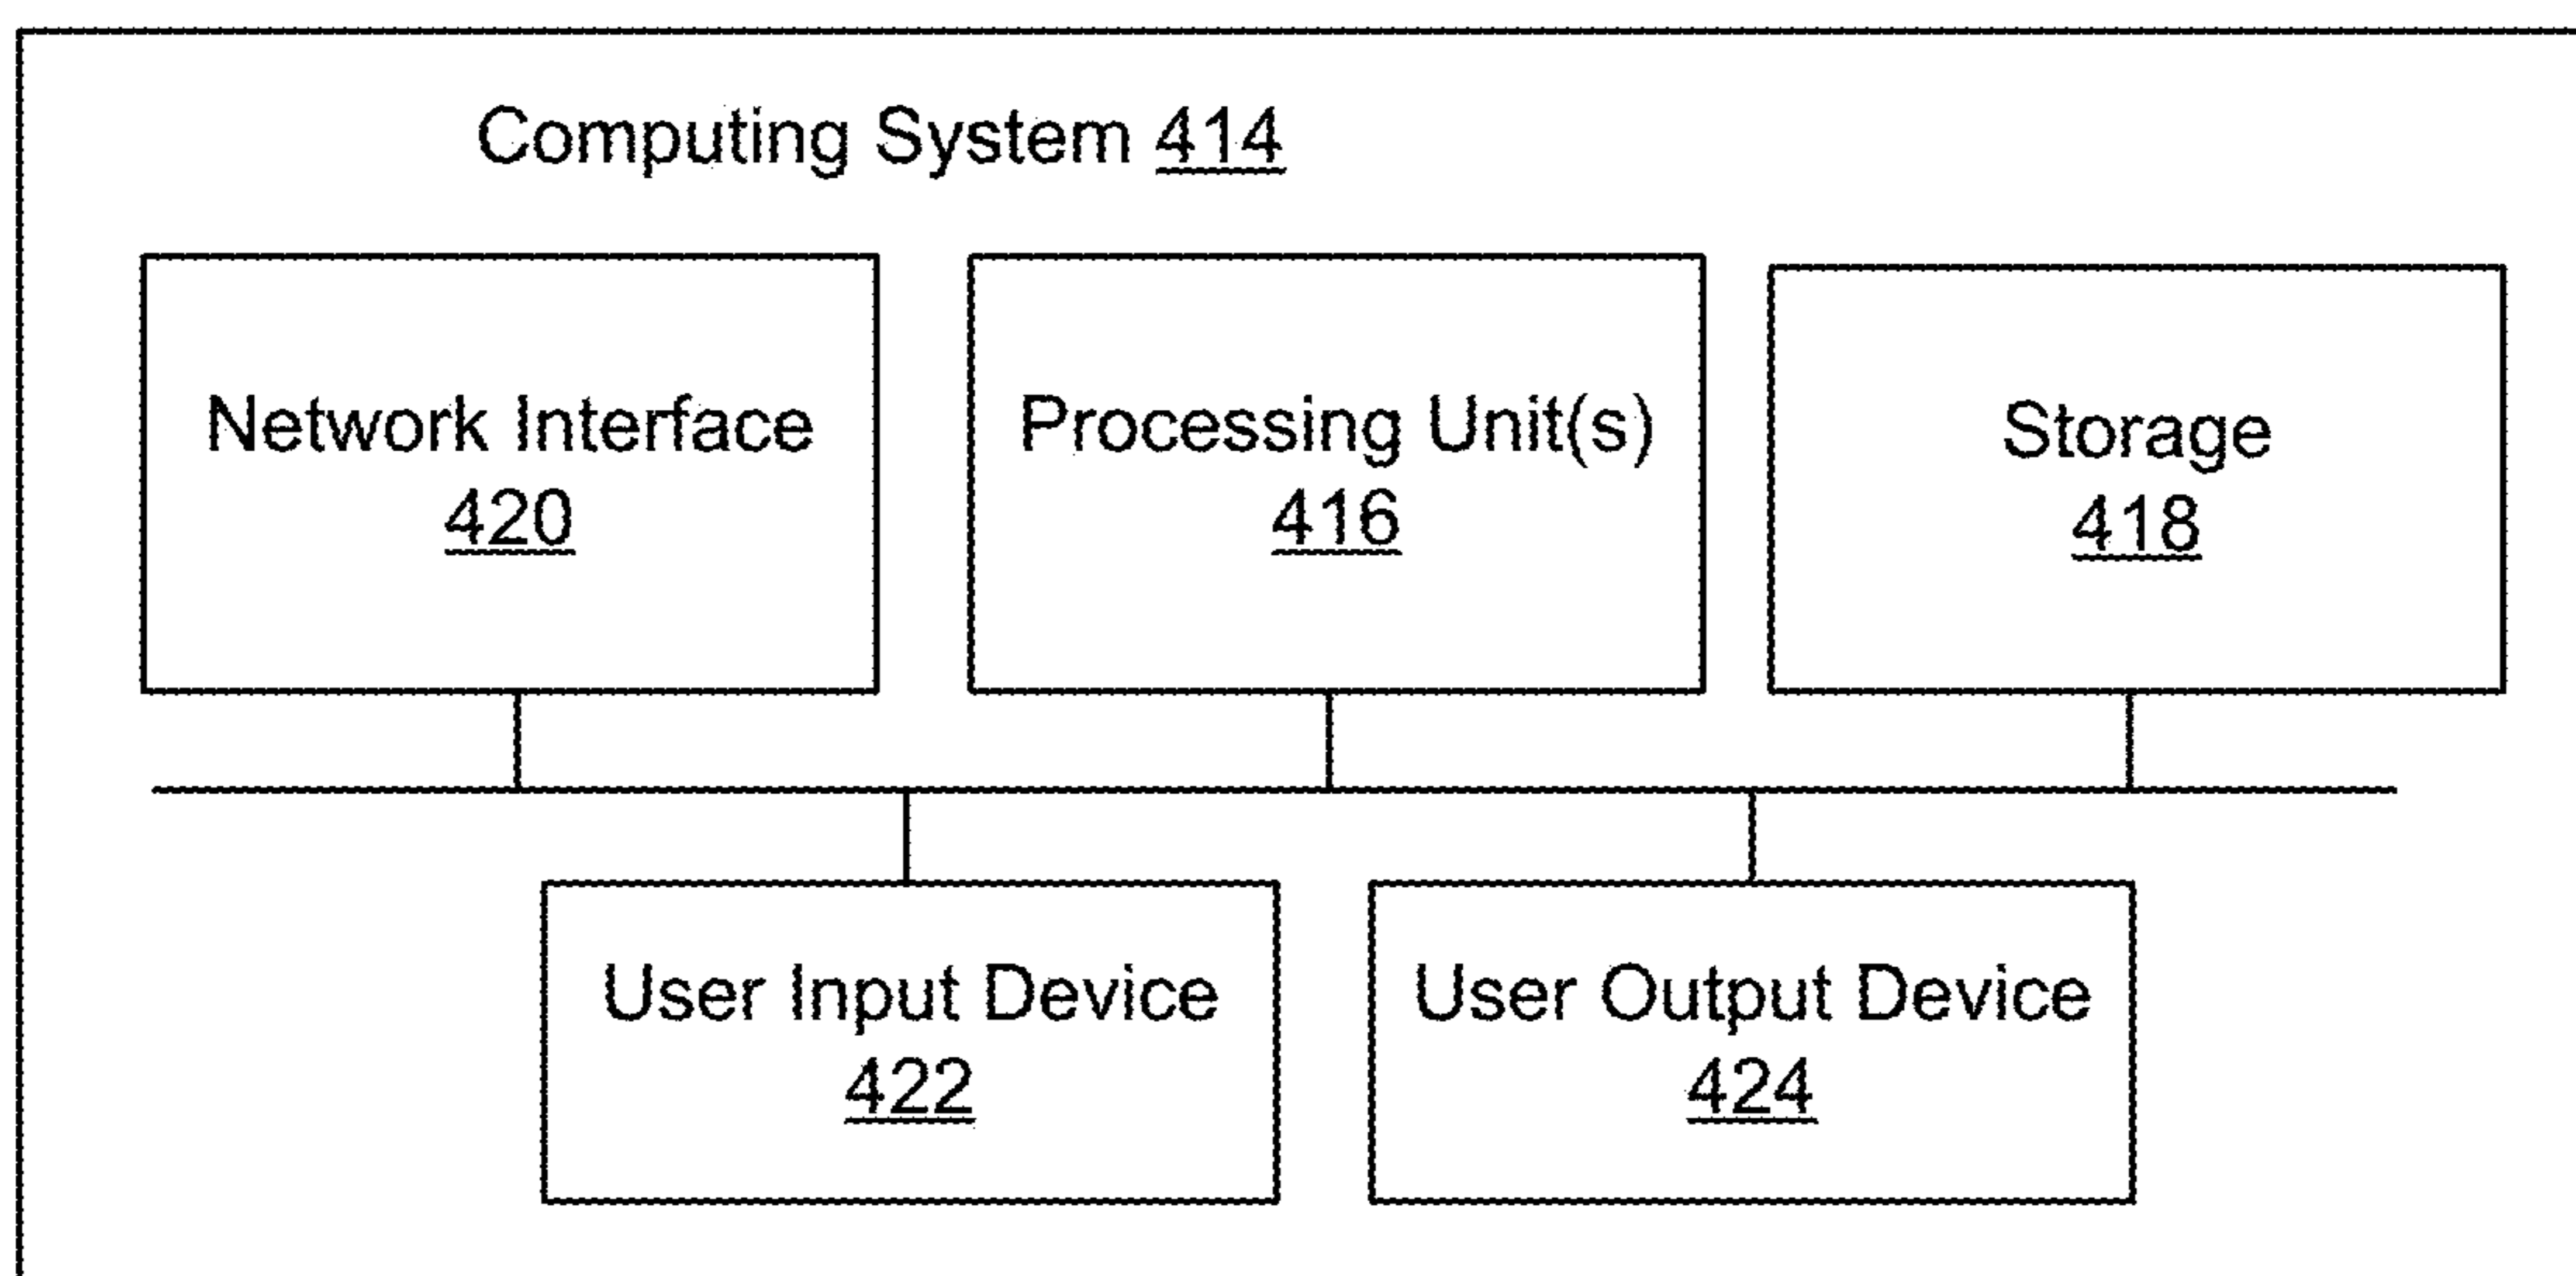 Computing System 414
Network Interface
420
Processing Unit(s)
416
Storage
418
User Input Device
422
User Output Device
424